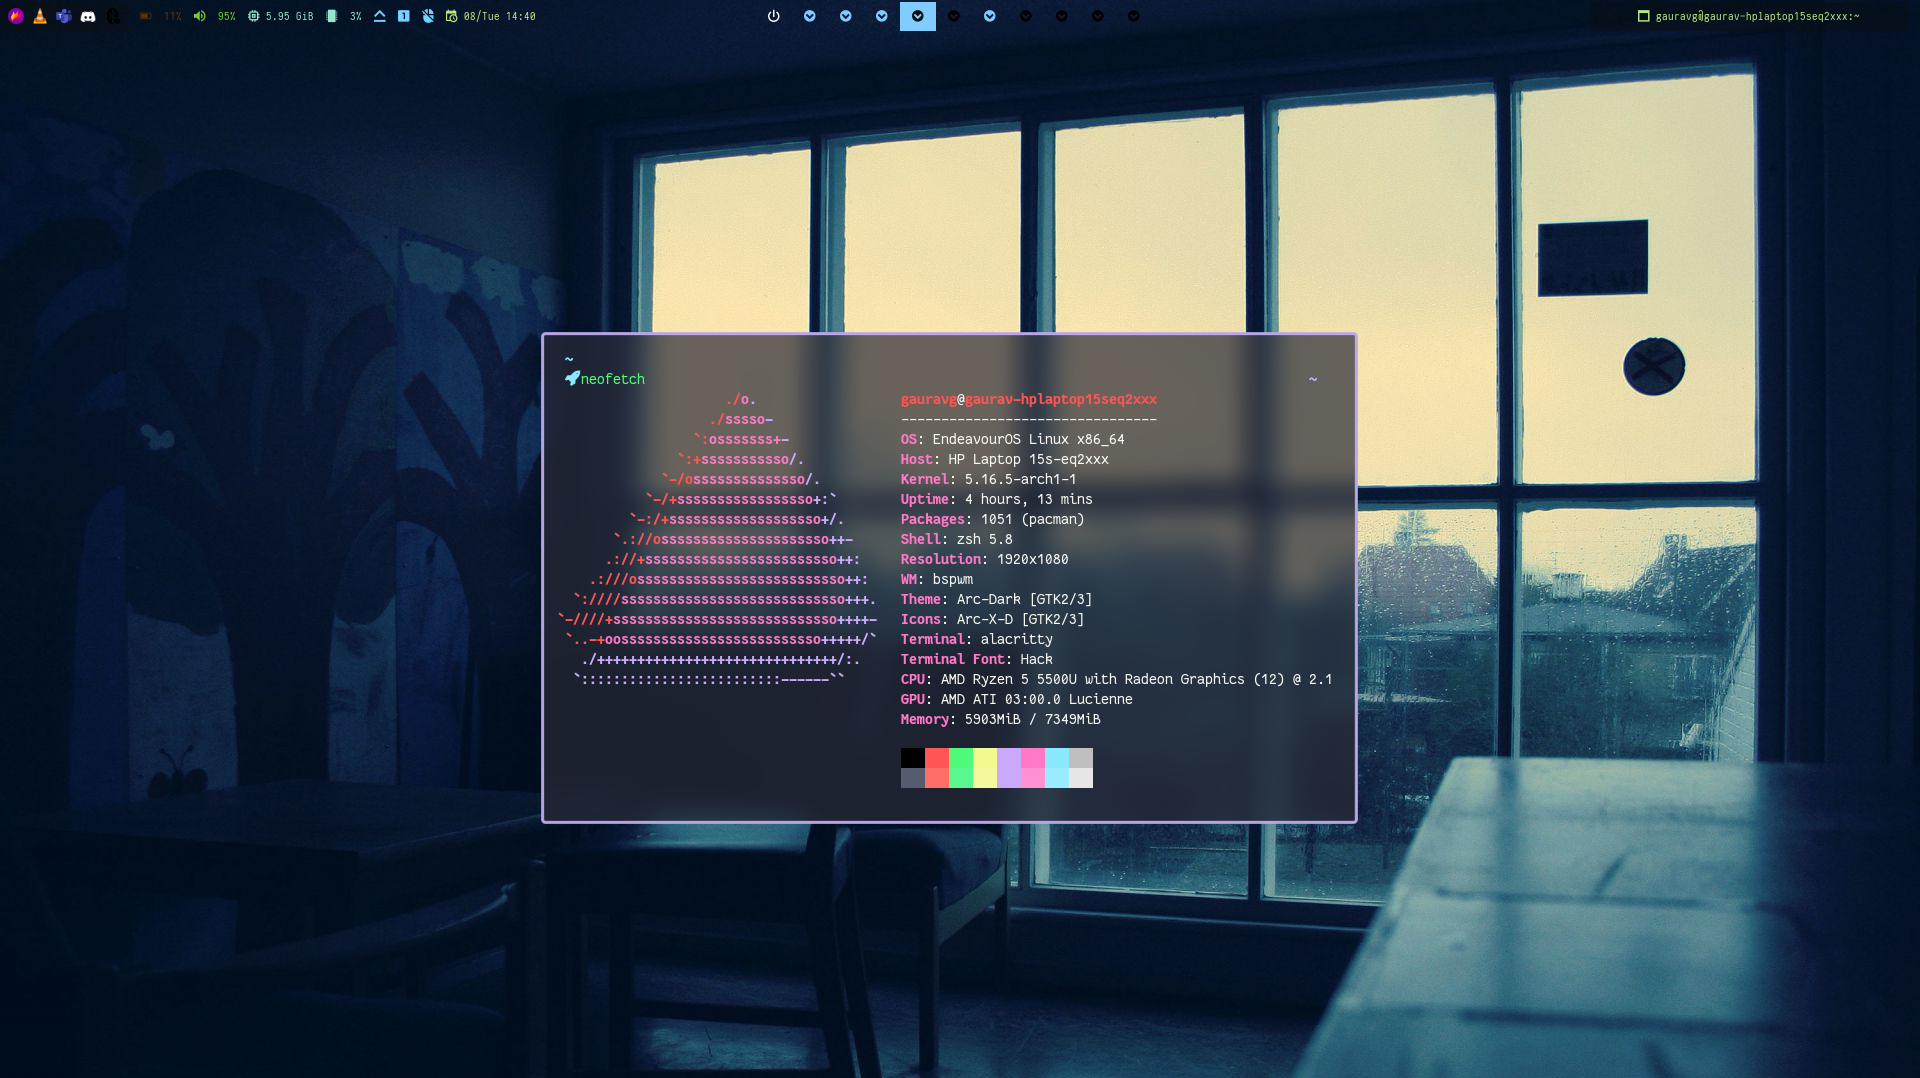 11% 95% 5.95 GiB 3% 1 08/Tue 14:40
gauravg@gaurav-hplaptop15seq2xxx:~
~
neofetch ~
./o.
./sssso-
`:osssssss+-
`:+sssssssssso/.
`-/ossssssssssssso/.
`-/+sssssssssssssssso+:`
`-:/+sssssssssssssssssso+/.
`.://osssssssssssssssssssso++-
.://+ssssssssssssssssssssssso++:
.:///ossssssssssssssssssssssssso++:
`:////ssssssssssssssssssssssssssso+++.
`-////+ssssssssssssssssssssssssssso++++-
`..-+oosssssssssssssssssssssssso+++++/`
./++++++++++++++++++++++++++++++/:.
`:::::::::::::::::::::::::------``
gauravg@gaurav-hplaptop15seq2xxx
--------------------------------
OS: EndeavourOS Linux x86_64
Host: HP Laptop 15s-eq2xxx
Kernel: 5.16.5-arch1-1
Uptime: 4 hours, 13 mins
Packages: 1051 (pacman)
Shell: zsh 5.8
Resolution: 1920x1080
WM: bspwm
Theme: Arc-Dark [GTK2/3]
Icons: Arc-X-D [GTK2/3]
Terminal: alacritty
Terminal Font: Hack
CPU: AMD Ryzen 5 5500U with Radeon Graphics (12) @ 2.1
GPU: AMD ATI 03:00.0 Lucienne
Memory: 5903MiB / 7349MiB